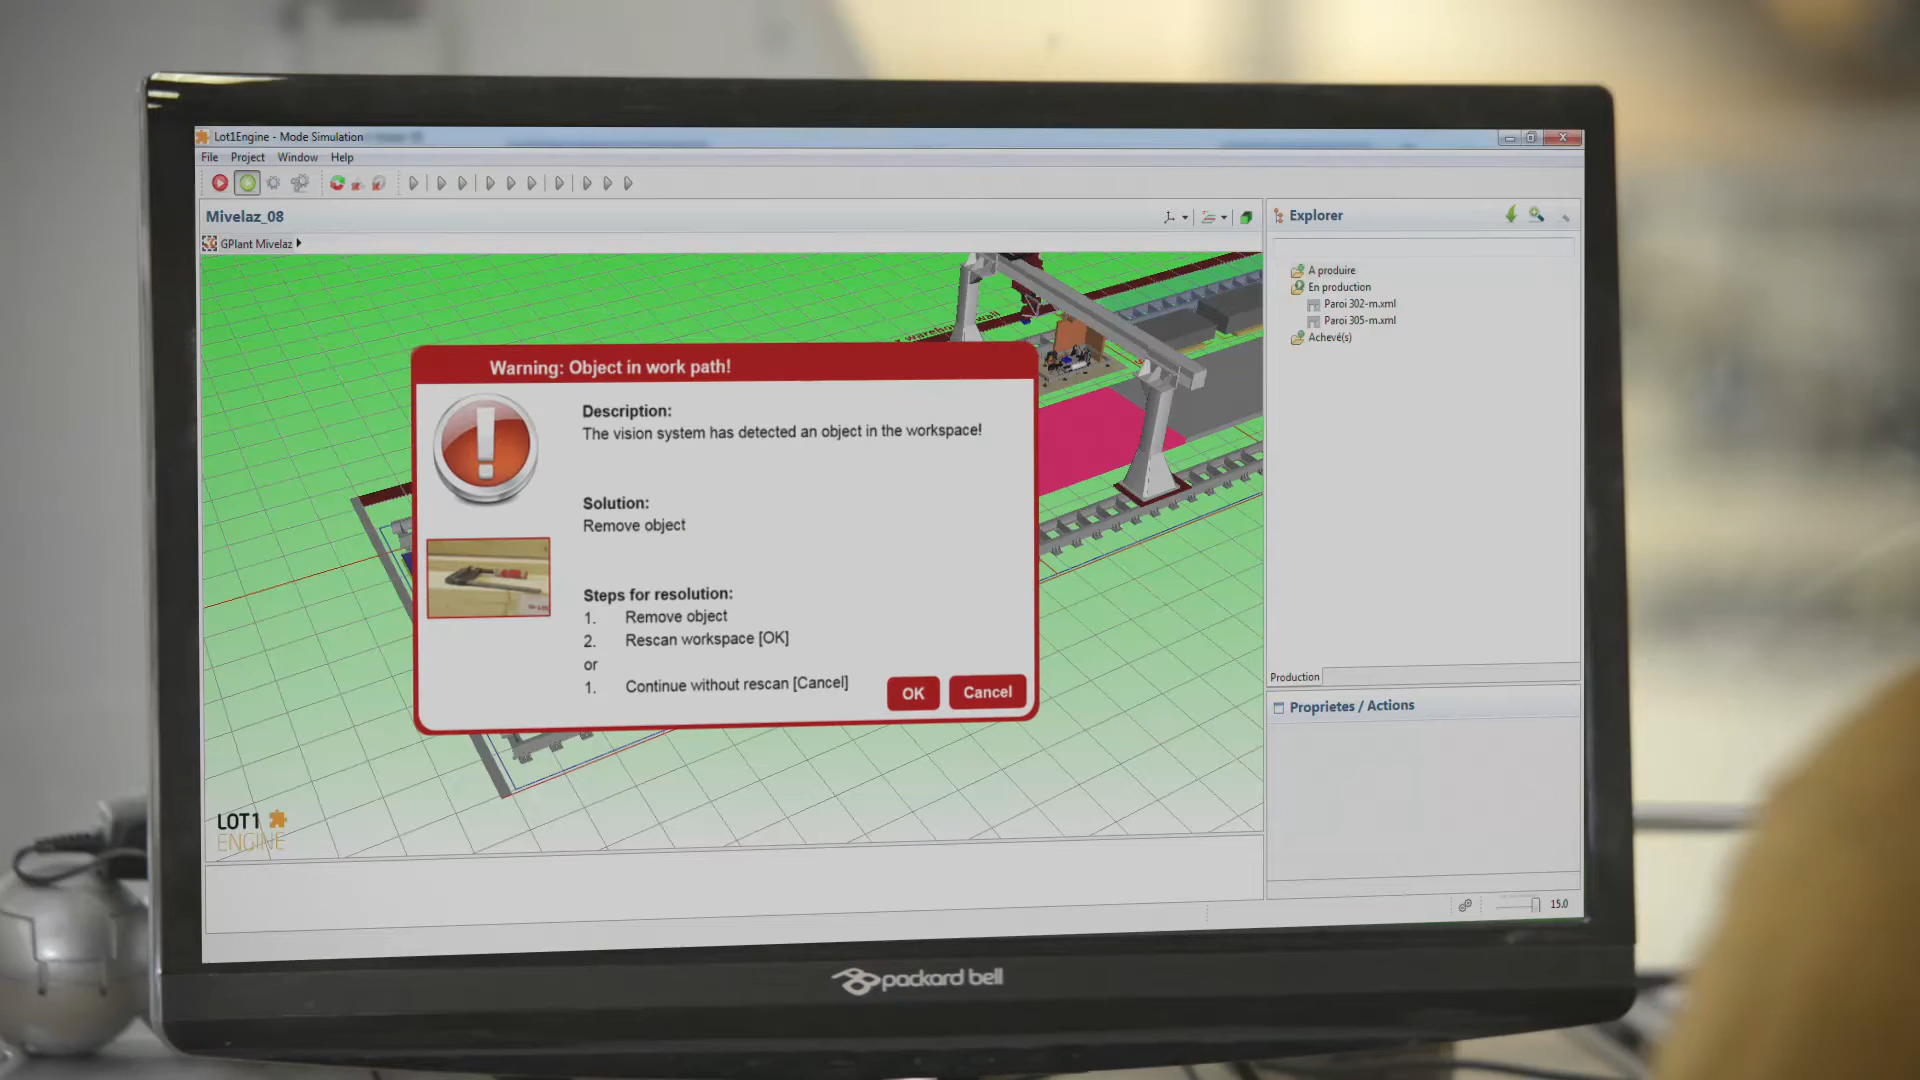 Lot1Engine - Mode Simulation
File Project Window Help
Mivelaz_08
GPlant Mivelaz
Explorer
A produire
En production
Paroi 302-m.xml
Paroi 305-m.xml
Achevé(s)
wall
Warning: Object in work path!
Description:
The vision system has detected an object in the workspace!
Solution:
Remove object
Steps for resolution:
1. Remove object
2. Rescan workspace [OK]
or
1. Continue without rescan [Cancel]
OK Cancel
Production
Proprietes / Actions
LOT1
ENGINE
15.0
packard bell